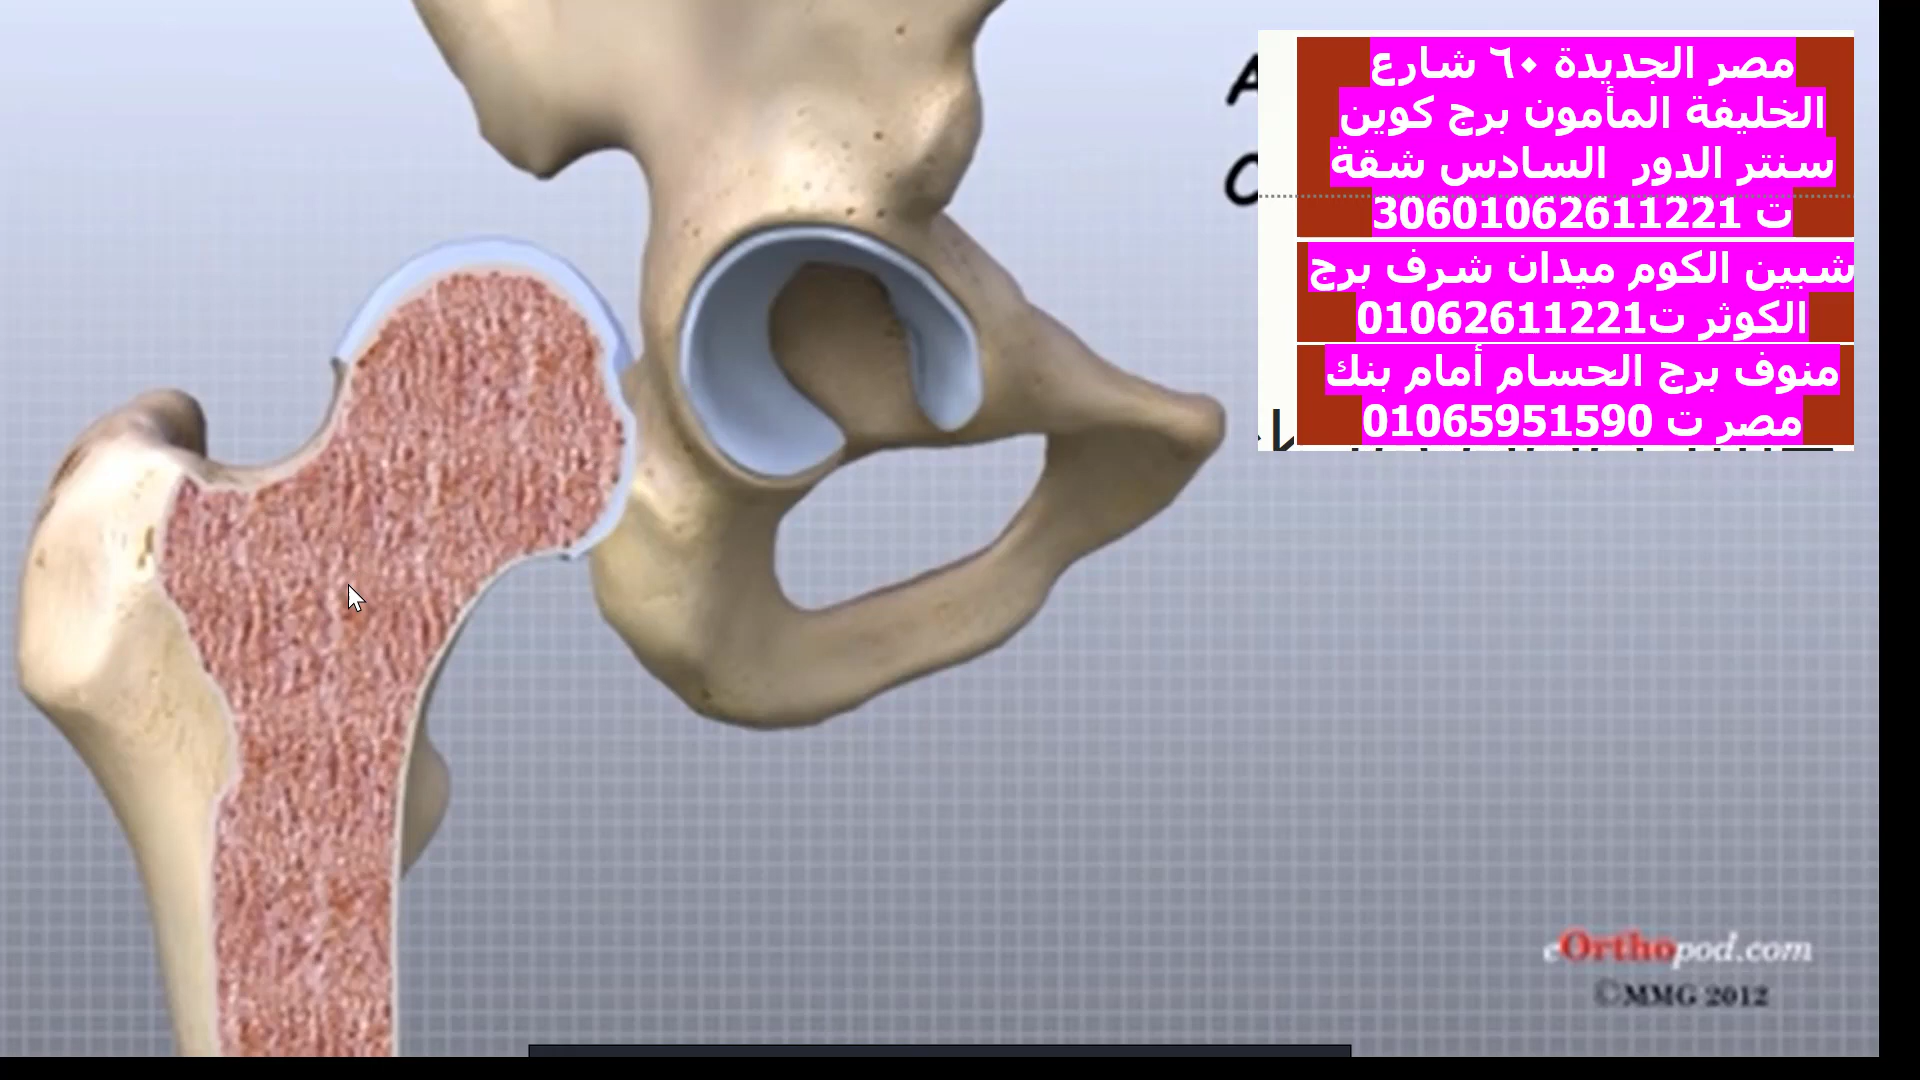 مصر الجديدة ٦٠ شارع
الخليفة المأمون برج كوين
سنتر الدور السادس شقة
30601062611221 ت
شبين الكوم ميدان شرف برج
الكوثر ت01062611221
منوف برج الحسام أمام بنك
مصر ت 01065951590
eOrthopod.com
©MMG 2012